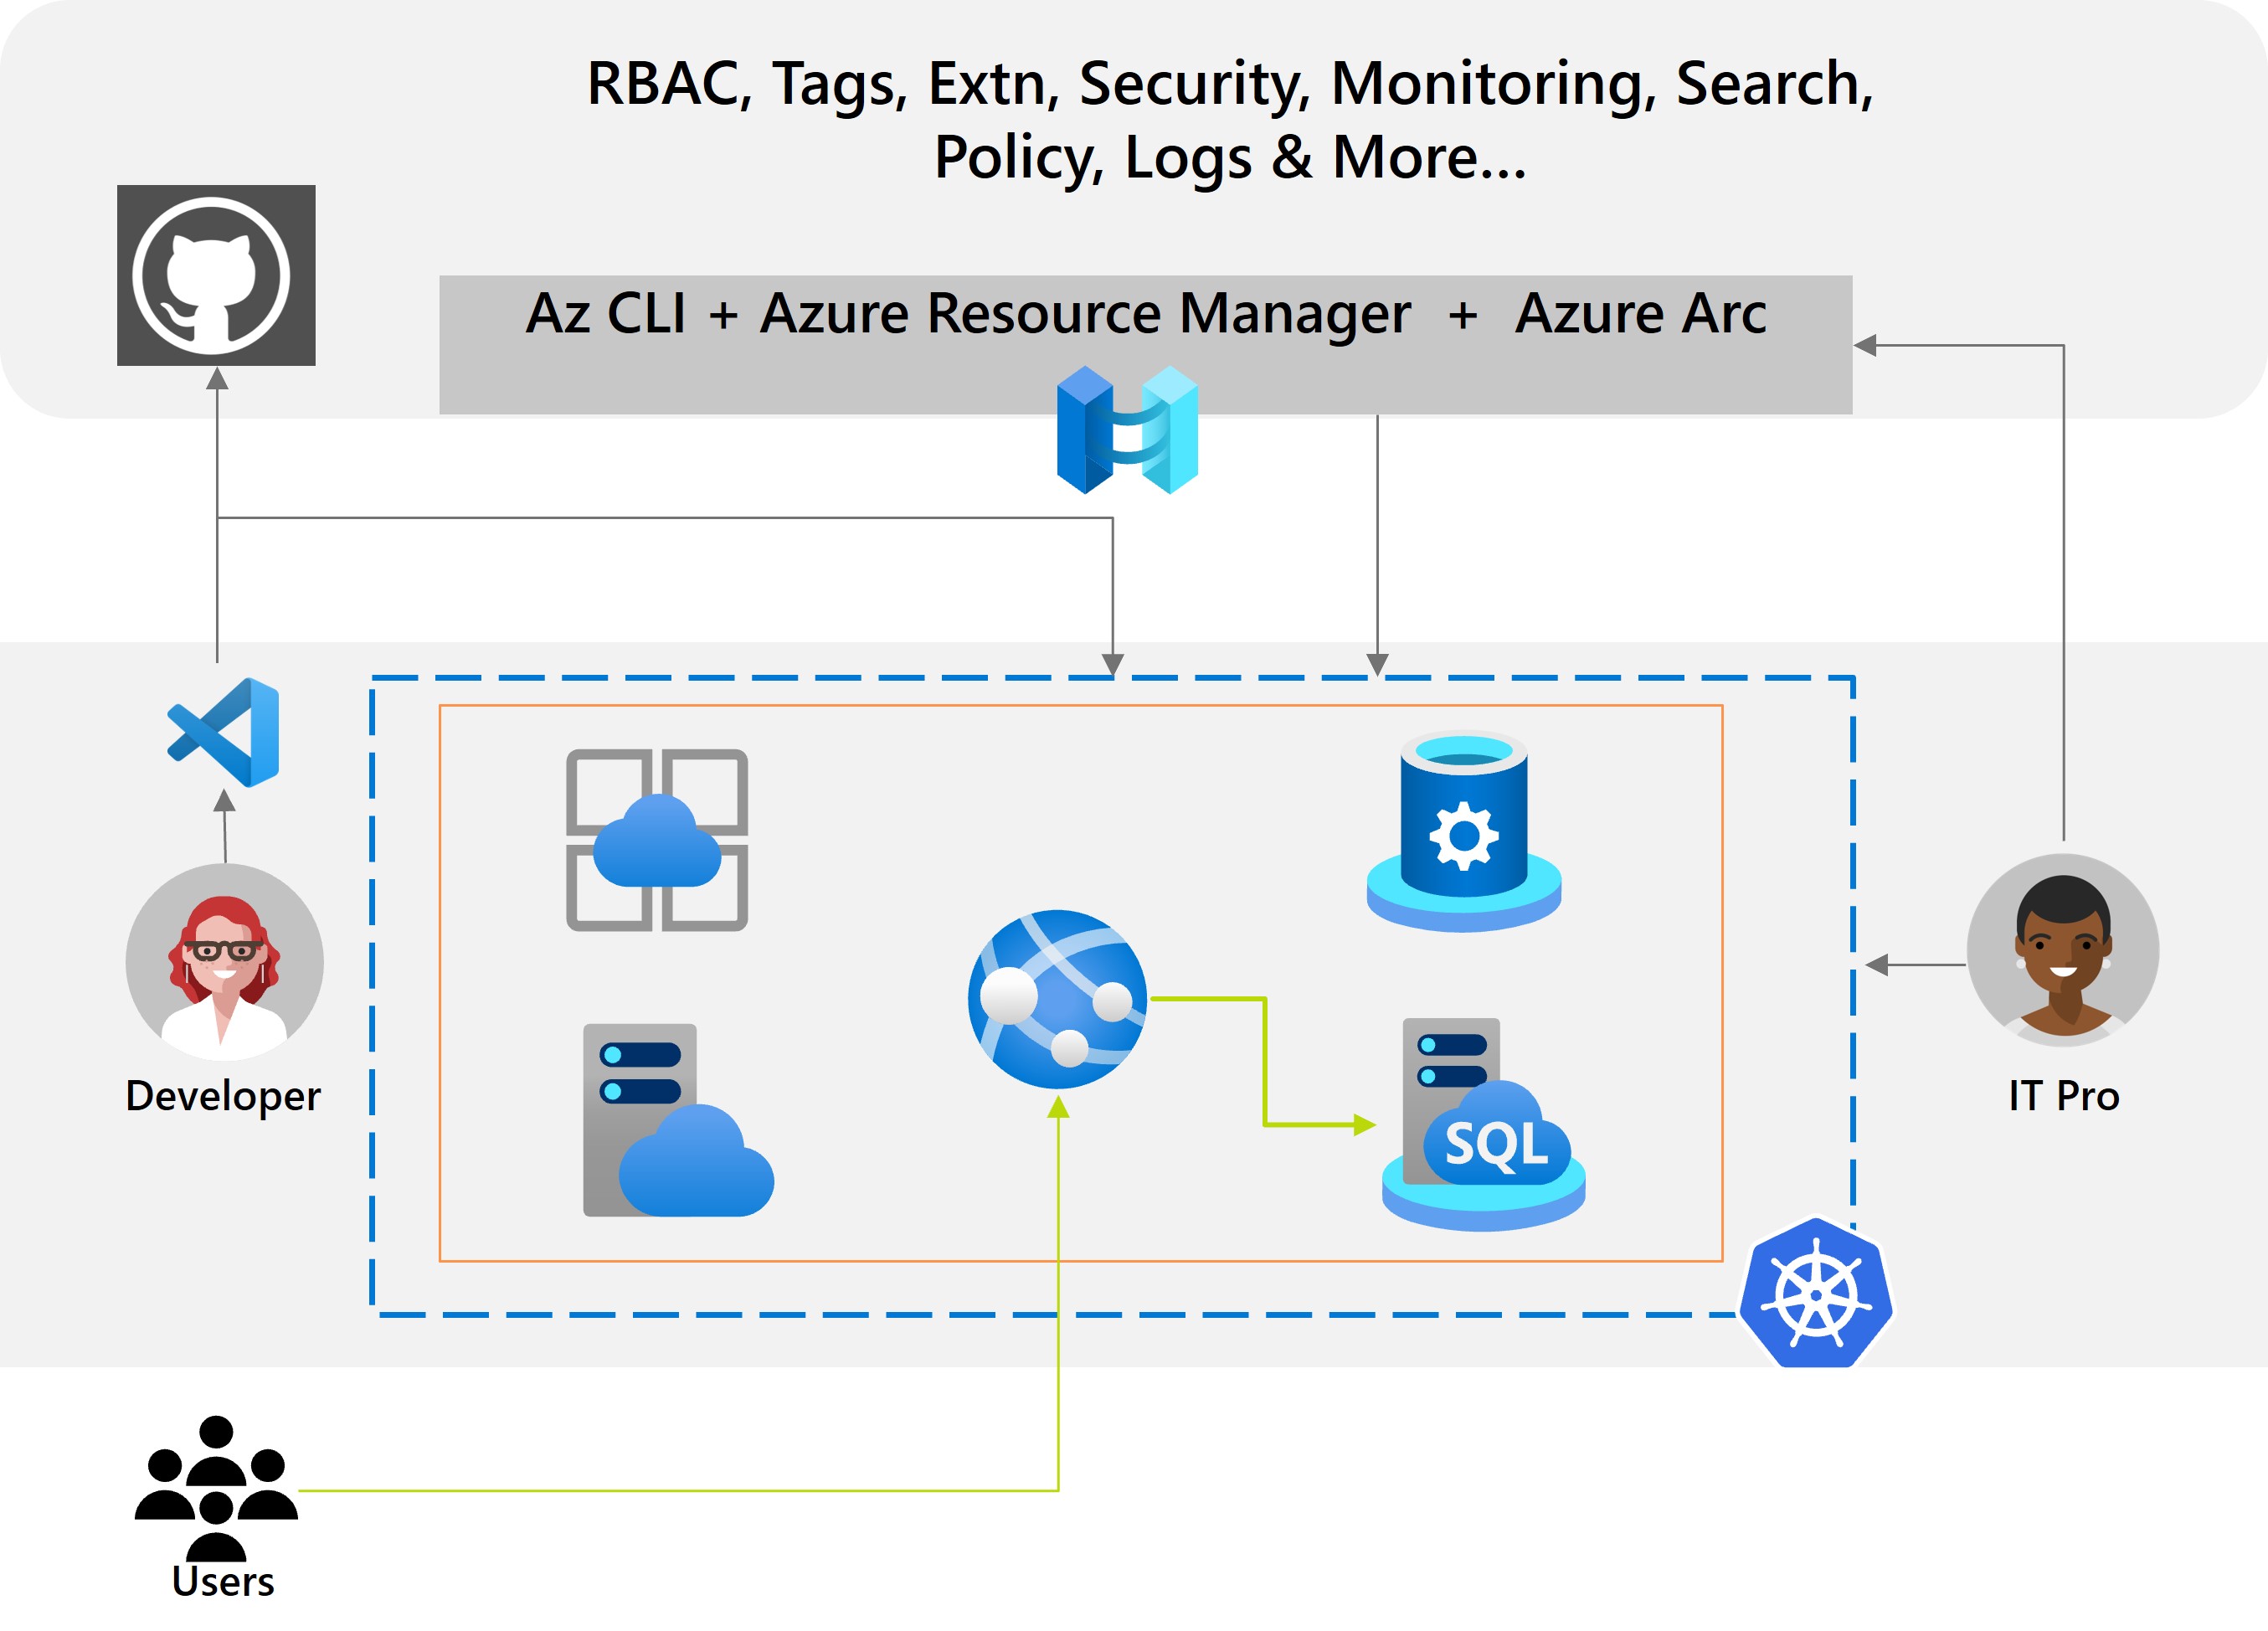 RBAC, Tags, Extn, Security, Monitoring, Search,
Policy, Logs & More...
Az CLI + Azure Resource Manager + Azure Arc
SQL
Developer
IT Pro
Users